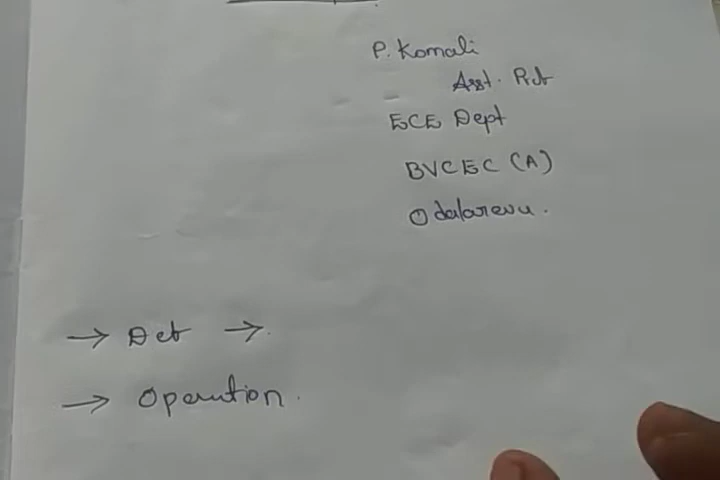 P. Komali
Asst. Prof
ECE Dept
BVCEC (A)
Odalarevu.
→ Def →
→ Operation.